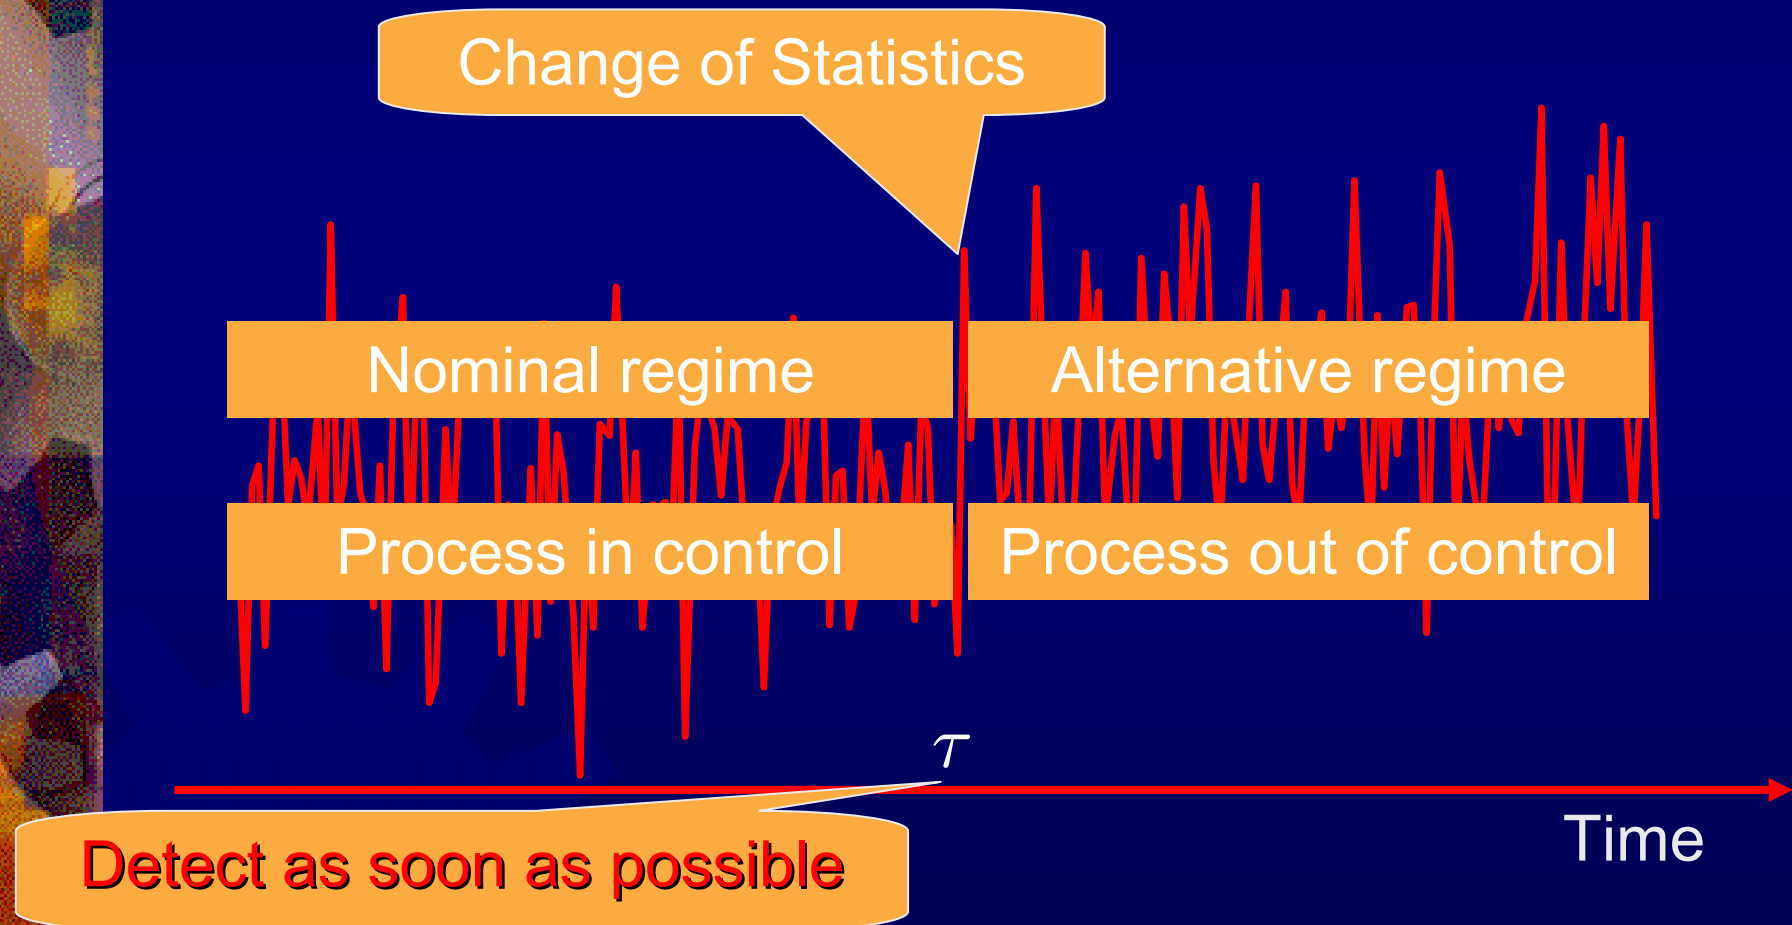 Change of Statistics
Nominal regime
Alternative regime
Process in control
Process out of control
τ
Time
Detect as soon as possible